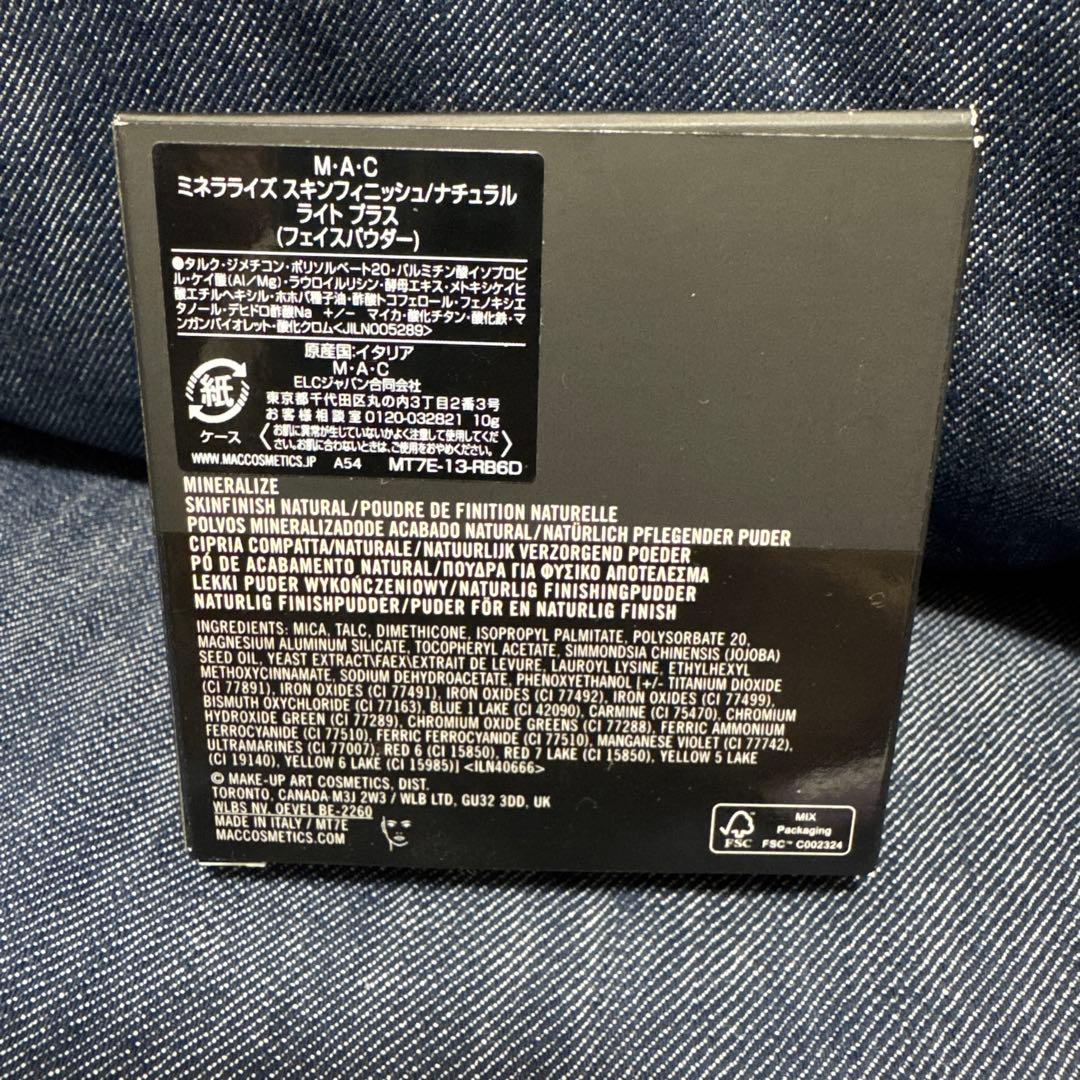 M·A·C
ミネラライズ スキンフィニッシュ/ナチュラル
ライト プラス
(フェイスパウダー)
●タルク・ジメチコン・ポリソルベート20・パルミチン酸イソプロピ
ル・ケイ酸(Al/Mg)・ラウロイルリシン・酵母エキス・メトキシケイヒ
酸エチルヘキシル・ホホバ種子油・酢酸トコフェロール・フェノキシエ
タノール・デヒドロ酢酸Na +/− マイカ・酸化チタン・酸化鉄・マ
ンガンバイオレット・酸化クロム<JILN005289>
原産国:イタリア
M·A·C
ELCジャパン合同会社
東京都千代田区丸の内3丁目2番3号
お客様相談室 0120-032821 10g
紙
ケース
お肌に異常が生じていないかよく注意して使用してくだ
さい。お肌に合わないときは、ご使用をおやめください。
WWW.MACCOSMETICS.JP A54 MT7E-13-RB6D
MINERALIZE
SKINFINISH NATURAL/POUDRE DE FINITION NATURELLE
POLVOS MINERALIZADODE ACABADO NATURAL/NATÜRLICH PFLEGENDER PUDER
CIPRIA COMPATTA/NATURALE/NATUURLIJK VERZORGEND POEDER
PÓ DE ACABAMENTO NATURAL/ΠΟΥΔΡΑ ΓΙΑ ΦΥΣΙΚΟ ΑΠΟΤΕΛΕΣΜΑ
LEKKI PUDER WYKOŃCZENIOWY/NATURLIG FINISHINGPUDDER
NATURLIG FINISHPUDDER/PUDER FÖR EN NATURLIG FINISH
INGREDIENTS: MICA, TALC, DIMETHICONE, ISOPROPYL PALMITATE, POLYSORBATE 20,
MAGNESIUM ALUMINUM SILICATE, TOCOPHERYL ACETATE, SIMMONDSIA CHINENSIS (JOJOBA)
SEED OIL, YEAST EXTRACT\FAEX\EXTRAIT DE LEVURE, LAUROYL LYSINE, ETHYLHEXYL
METHOXYCINNAMATE, SODIUM DEHYDROACETATE, PHENOXYETHANOL [+/- TITANIUM DIOXIDE
(CI 77891), IRON OXIDES (CI 77491), IRON OXIDES (CI 77492), IRON OXIDES (CI 77499),
BISMUTH OXYCHLORIDE (CI 77163), BLUE 1 LAKE (CI 42090), CARMINE (CI 75470), CHROMIUM
HYDROXIDE GREEN (CI 77289), CHROMIUM OXIDE GREENS (CI 77288), FERRIC AMMONIUM
FERROCYANIDE (CI 77510), FERRIC FERROCYANIDE (CI 77510), MANGANESE VIOLET (CI 77742),
ULTRAMARINES (CI 77007), RED 6 (CI 15850), RED 7 LAKE (CI 15850), YELLOW 5 LAKE
(CI 19140), YELLOW 6 LAKE (CI 15985)] <ILN40666>
© MAKE-UP ART COSMETICS, DIST.
TORONTO, CANADA M3J 2W3 / WLB LTD, GU32 3DD, UK
WLBS NV, OEVEL BE-2260
MADE IN ITALY / MT7E
MACCOSMETICS.COM
FSC
MIX
Packaging
FSC™ C002324